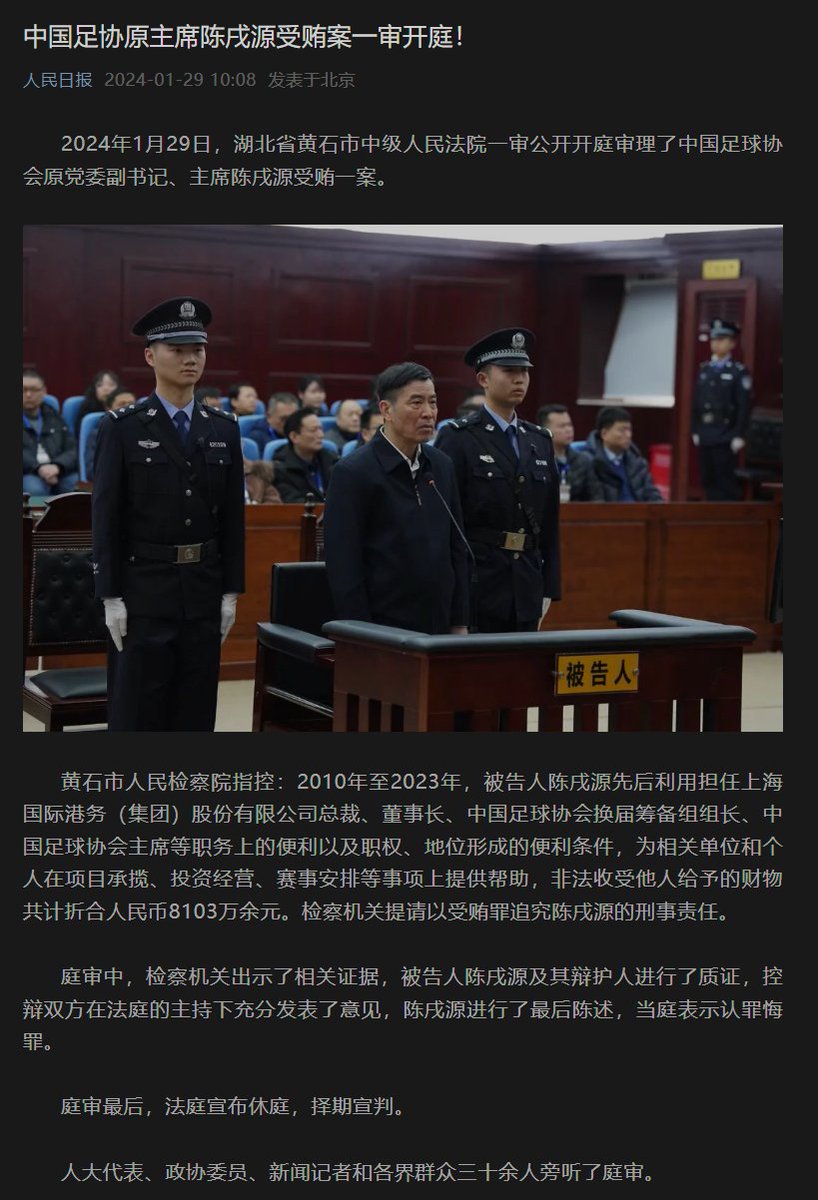 中国足协原主席陈戌源受贿案一审开庭！
人民日报 2024-01-29 10:08 发表于北京
2024年1月29日，湖北省黄石市中级人民法院一审公开开庭审理了中国足球协
会原党委副书记、主席陈戌源受贿一案。
被告人
黄石市人民检察院指控：2010年至2023年，被告人陈戌源先后利用担任上海
国际港务（集团）股份有限公司总裁、董事长、中国足球协会换届筹备组组长、中
国足球协会主席等职务上的便利以及职权、地位形成的便利条件，为相关单位和个
人在项目承揽、投资经营、赛事安排等事项上提供帮助，非法收受他人给予的财物
共计折合人民币8103万余元。检察机关提请以受贿罪追究陈戌源的刑事责任。
庭审中，检察机关出示了相关证据，被告人陈戌源及其辩护人进行了质证，控
辩双方在法庭的主持下充分发表了意见，陈戌源进行了最后陈述，当庭表示认罪悔
罪。
庭审最后，法庭宣布休庭，择期宣判。
人大代表、政协委员、新闻记者和各界群众三十余人旁听了庭审。